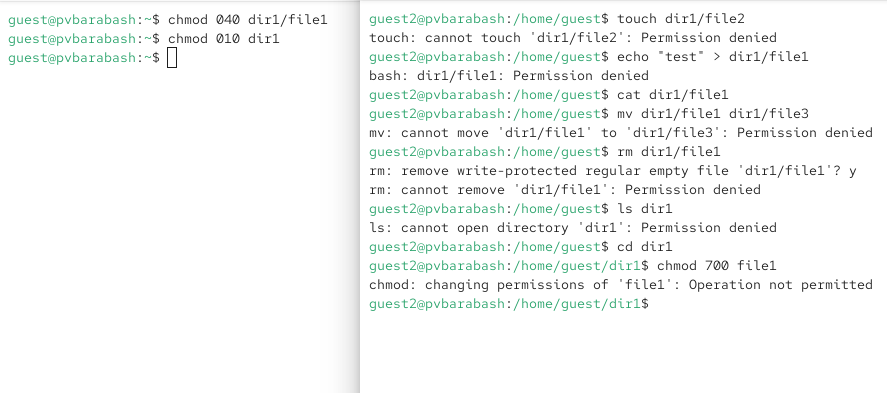 guest@pvbarabash:~$ chmod 040 dir1/file1
guest@pvbarabash:~$ chmod 010 dir1
guest@pvbarabash:~$
guest2@pvbarabash:/home/guest$ touch dir1/file2
touch: cannot touch 'dir1/file2': Permission denied
guest2@pvbarabash:/home/guest$ echo "test" > dir1/file1
bash: dir1/file1: Permission denied
guest2@pvbarabash:/home/guest$ cat dir1/file1
guest2@pvbarabash:/home/guest$ mv dir1/file1 dir1/file3
mv: cannot move 'dir1/file1' to 'dir1/file3': Permission denied
guest2@pvbarabash:/home/guest$ rm dir1/file1
rm: remove write-protected regular empty file 'dir1/file1'? y
rm: cannot remove 'dir1/file1': Permission denied
guest2@pvbarabash:/home/guest$ ls dir1
ls: cannot open directory 'dir1': Permission denied
guest2@pvbarabash:/home/guest$ cd dir1
guest2@pvbarabash:/home/guest/dir1$ chmod 700 file1
chmod: changing permissions of 'file1': Operation not permitted
guest2@pvbarabash:/home/guest/dir1$